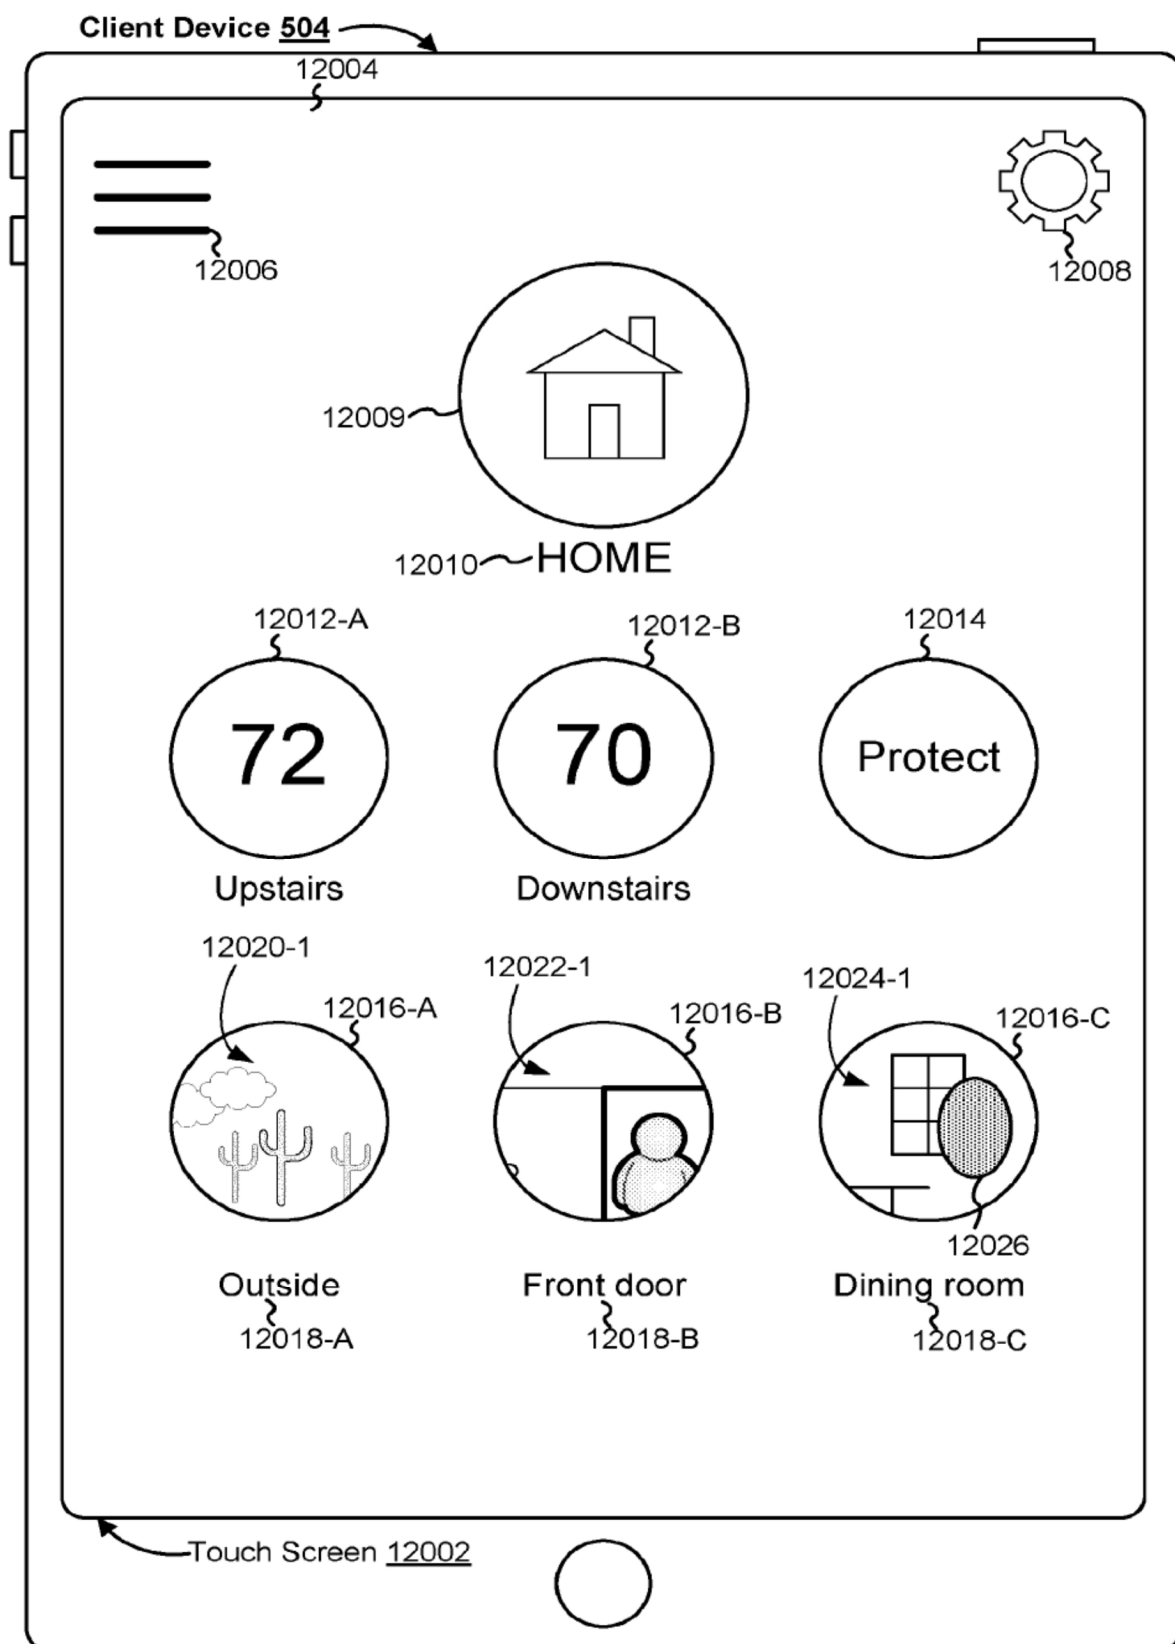 Client Device 504
12004
12006
12008
12009
12010 HOME
12012-A
12012-B
12014
72
70
Protect
Upstairs
Downstairs
12020-1
12022-1
12024-1
12016-A
12016-B
12016-C
12026
Outside
Front door
Dining room
12018-A
12018-B
12018-C
Touch Screen 12002